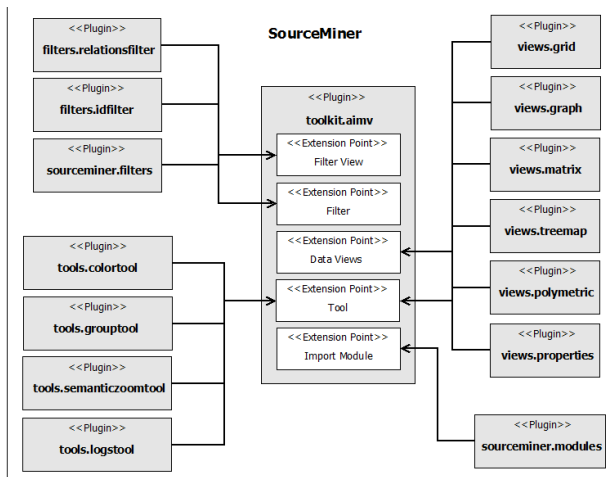 SourceMiner
<<Plugin>>
filters.relationsfilter
<<Plugin>>
filters.idfilter
<<Plugin>>
sourceminer.filters
<<Plugin>>
tools.colortool
<<Plugin>>
tools.grouptool
<<Plugin>>
tools.semanticzoomtool
<<Plugin>>
tools.logstool
<<Plugin>>
toolkit.aimv
<<Extension Point>>
Filter View
<<Extension Point>>
Filter
<<Extension Point>>
Data Views
<<Extension Point>>
Tool
<<Extension Point>>
Import Module
<<Plugin>>
views.grid
<<Plugin>>
views.graph
<<Plugin>>
views.matrix
<<Plugin>>
views.treemap
<<Plugin>>
views.polymetric
<<Plugin>>
views.properties
<<Plugin>>
sourceminer.modules